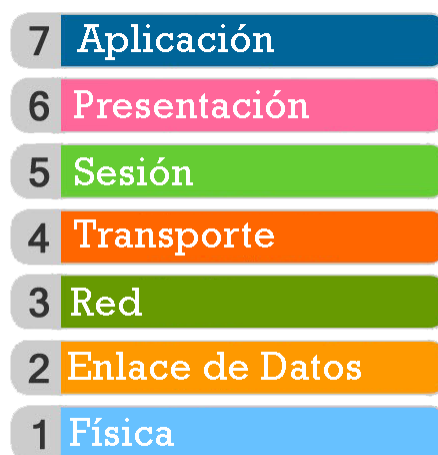 7 Aplicación
6 Presentación
5 Sesión
4 Transporte
3 Red
2 Enlace de Datos
1 Física